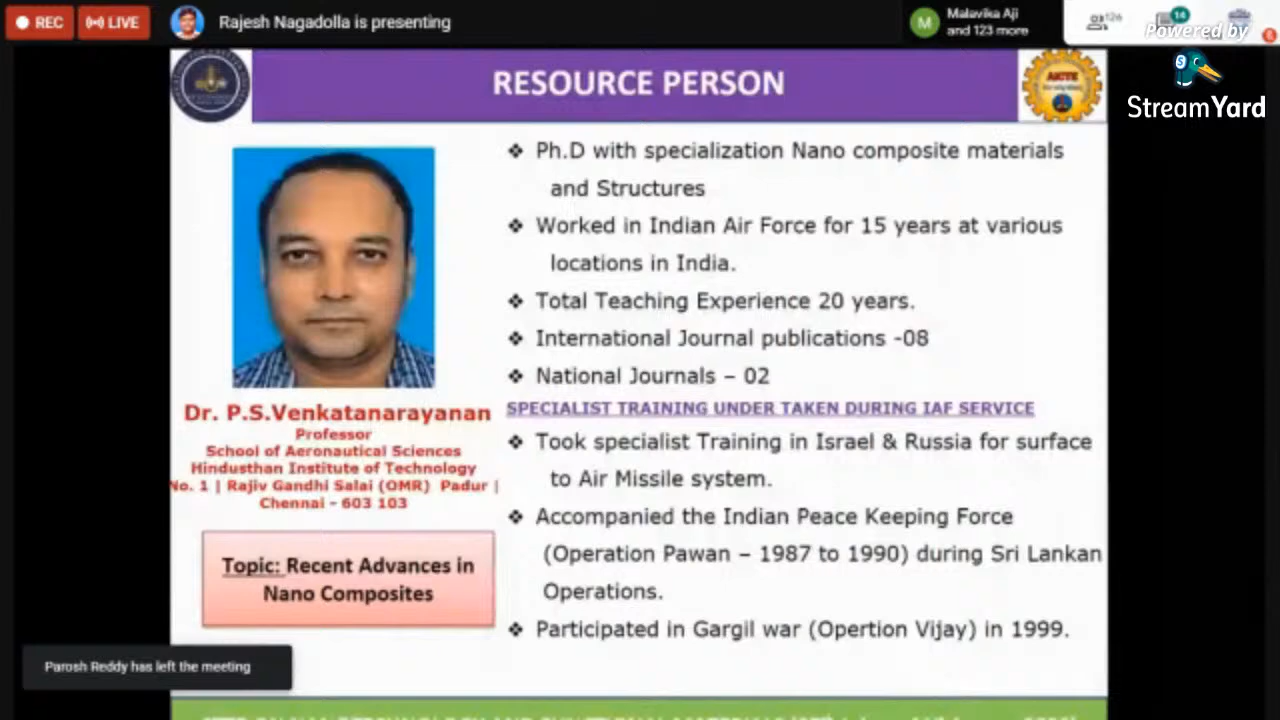 REC
LIVE
Rajesh Nagadolla is presenting
M
Malavika Aji
and 123 more
126
14
Powered by
StreamYard
RESOURCE PERSON
❖ Ph.D with specialization Nano composite materials
and Structures
❖ Worked in Indian Air Force for 15 years at various
locations in India.
❖ Total Teaching Experience 20 years.
❖ International Journal publications -08
❖ National Journals – 02
SPECIALIST TRAINING UNDER TAKEN DURING IAF SERVICE
❖ Took specialist Training in Israel & Russia for surface
to Air Missile system.
❖ Accompanied the Indian Peace Keeping Force
(Operation Pawan – 1987 to 1990) during Sri Lankan
Operations.
❖ Participated in Gargil war (Opertion Vijay) in 1999.
Dr. P.S.Venkatanarayanan
Professor
School of Aeronautical Sciences
Hindusthan Institute of Technology
No. 1 | Rajiv Gandhi Salai (OMR) Padur |
Chennai - 603 103
Topic: Recent Advances in
Nano Composites
Parosh Reddy has left the meeting